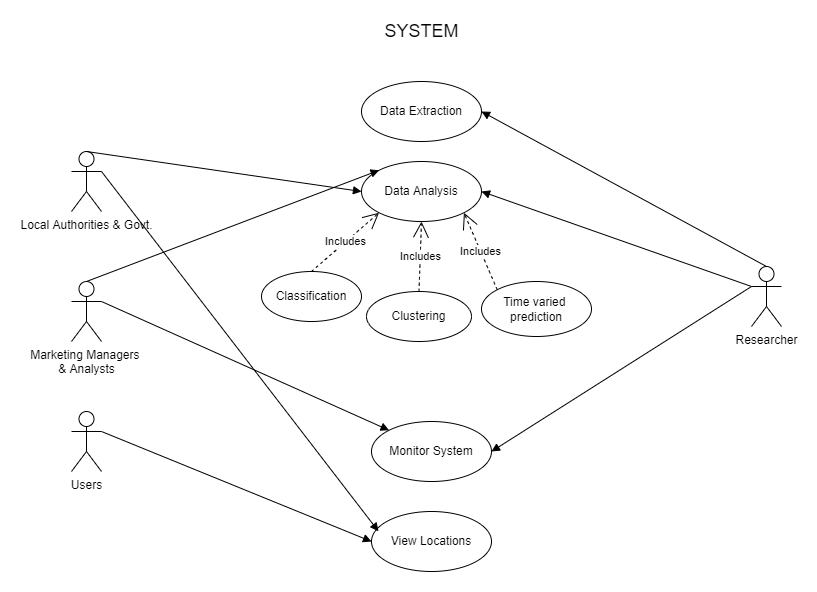 SYSTEM
Data Extraction
Data Analysis
Local Authorities & Govt.
Includes
Includes
Includes
Classification
Clustering
Time varied
prediction
Marketing Managers
& Analysts
Researcher
Monitor System
Users
View Locations